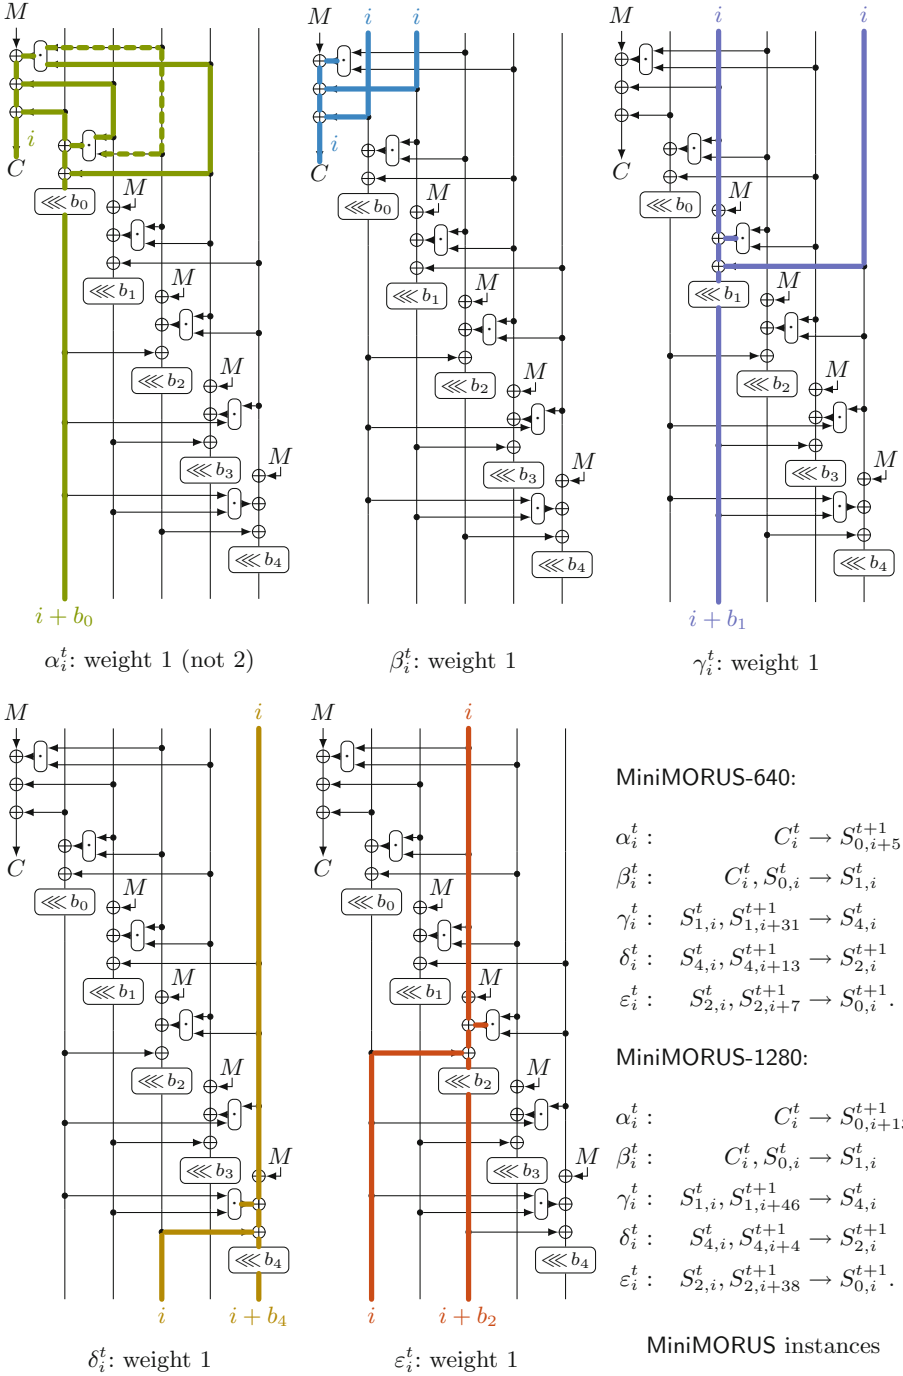 M i i i
M M
i i
C C C
⋘ b₀ M
⋘ b₀ M
⋘ b₀ M
⋘ b₁ M
⋘ b₁ M
⋘ b₁ M
⋘ b₂ M
⋘ b₂ M
⋘ b₂ M
⋘ b₃ M
⋘ b₃ M
⋘ b₃ M
⋘ b₄
⋘ b₄
⋘ b₄
i + b₀ i + b₁
α_i^t: weight 1 (not 2) β_i^t: weight 1 γ_i^t: weight 1
M i M i
C C
⋘ b₀ M ⋘ b₀ M
⋘ b₁ M ⋘ b₁ M
⋘ b₂ M ⋘ b₂ M
⋘ b₃ M ⋘ b₃ M
⋘ b₄ ⋘ b₄
i i + b₄ i i + b₂
δ_i^t: weight 1 ε_i^t: weight 1
MiniMORUS-640:
α_i^t : C_i^t → S_{0,i+5}^{t+1}
β_i^t : C_i^t, S_{0,i}^t → S_{1,i}^t
γ_i^t : S_{1,i}^t, S_{1,i+31}^{t+1} → S_{4,i}^t
δ_i^t : S_{4,i}^t, S_{4,i+13}^{t+1} → S_{2,i}^{t+1}
ε_i^t : S_{2,i}^t, S_{2,i+7}^{t+1} → S_{0,i}^{t+1}.
MiniMORUS-1280:
α_i^t : C_i^t → S_{0,i+13}^{t+1}
β_i^t : C_i^t, S_{0,i}^t → S_{1,i}^t
γ_i^t : S_{1,i}^t, S_{1,i+46}^{t+1} → S_{4,i}^t
δ_i^t : S_{4,i}^t, S_{4,i+4}^{t+1} → S_{2,i}^{t+1}
ε_i^t : S_{2,i}^t, S_{2,i+38}^{t+1} → S_{0,i}^{t+1}.
MiniMORUS instances